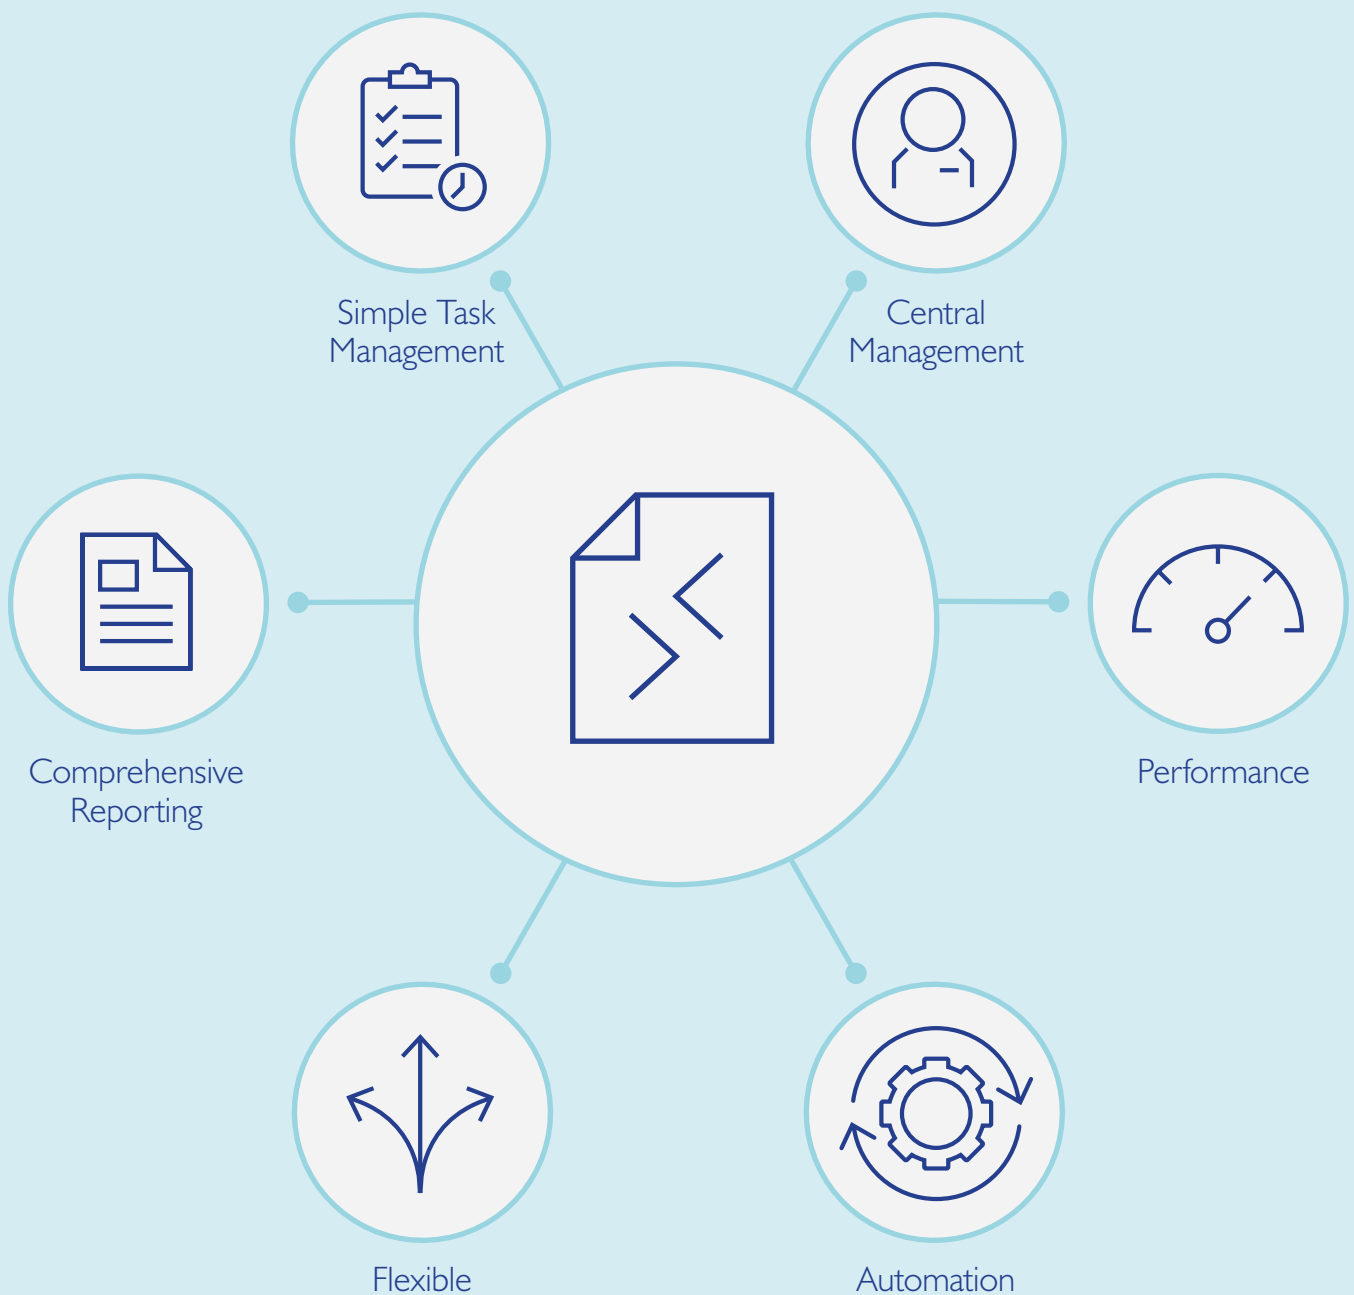 Simple Task
Management
Central
Management
Comprehensive
Reporting
Performance
Flexible
Automation